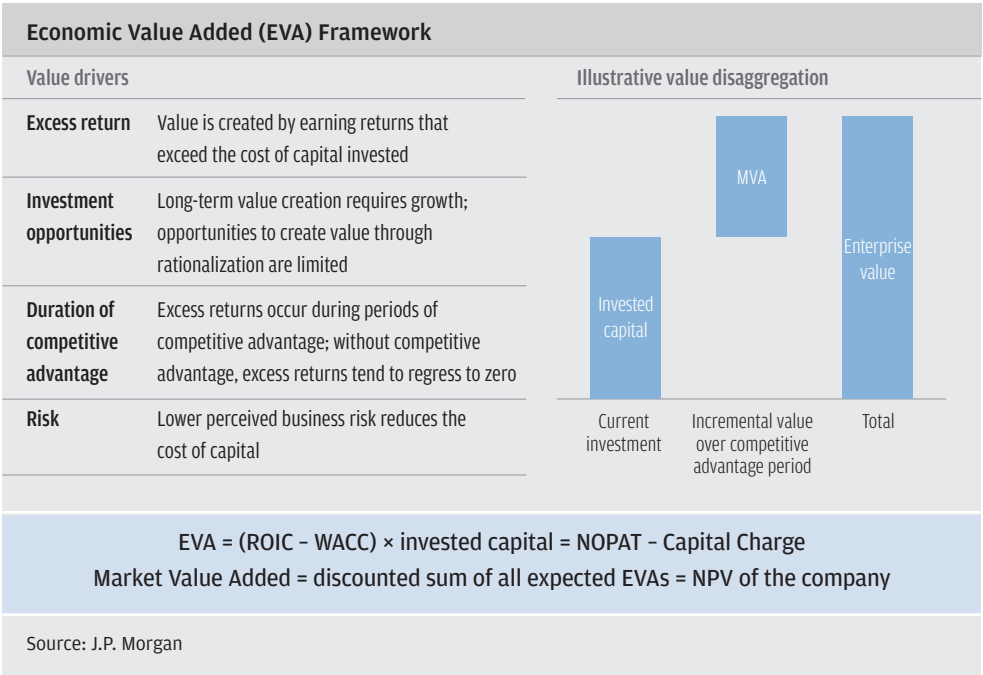 Economic Value Added (EVA) Framework
Value drivers
Excess return
Value is created by earning returns that
exceed the cost of capital invested
Investment
opportunities
Long-term value creation requires growth;
opportunities to create value through
rationalization are limited
Duration of
competitive
advantage
Excess returns occur during periods of
competitive advantage; without competitive
advantage, excess returns tend to regress to zero
Risk
Lower perceived business risk reduces the
cost of capital
Illustrative value disaggregation
Invested
capital
MVA
Enterprise
value
Current
investment
Incremental value
over competitive
advantage period
Total
EVA = (ROIC – WACC) × invested capital = NOPAT – Capital Charge
Market Value Added = discounted sum of all expected EVAs = NPV of the company
Source: J.P. Morgan